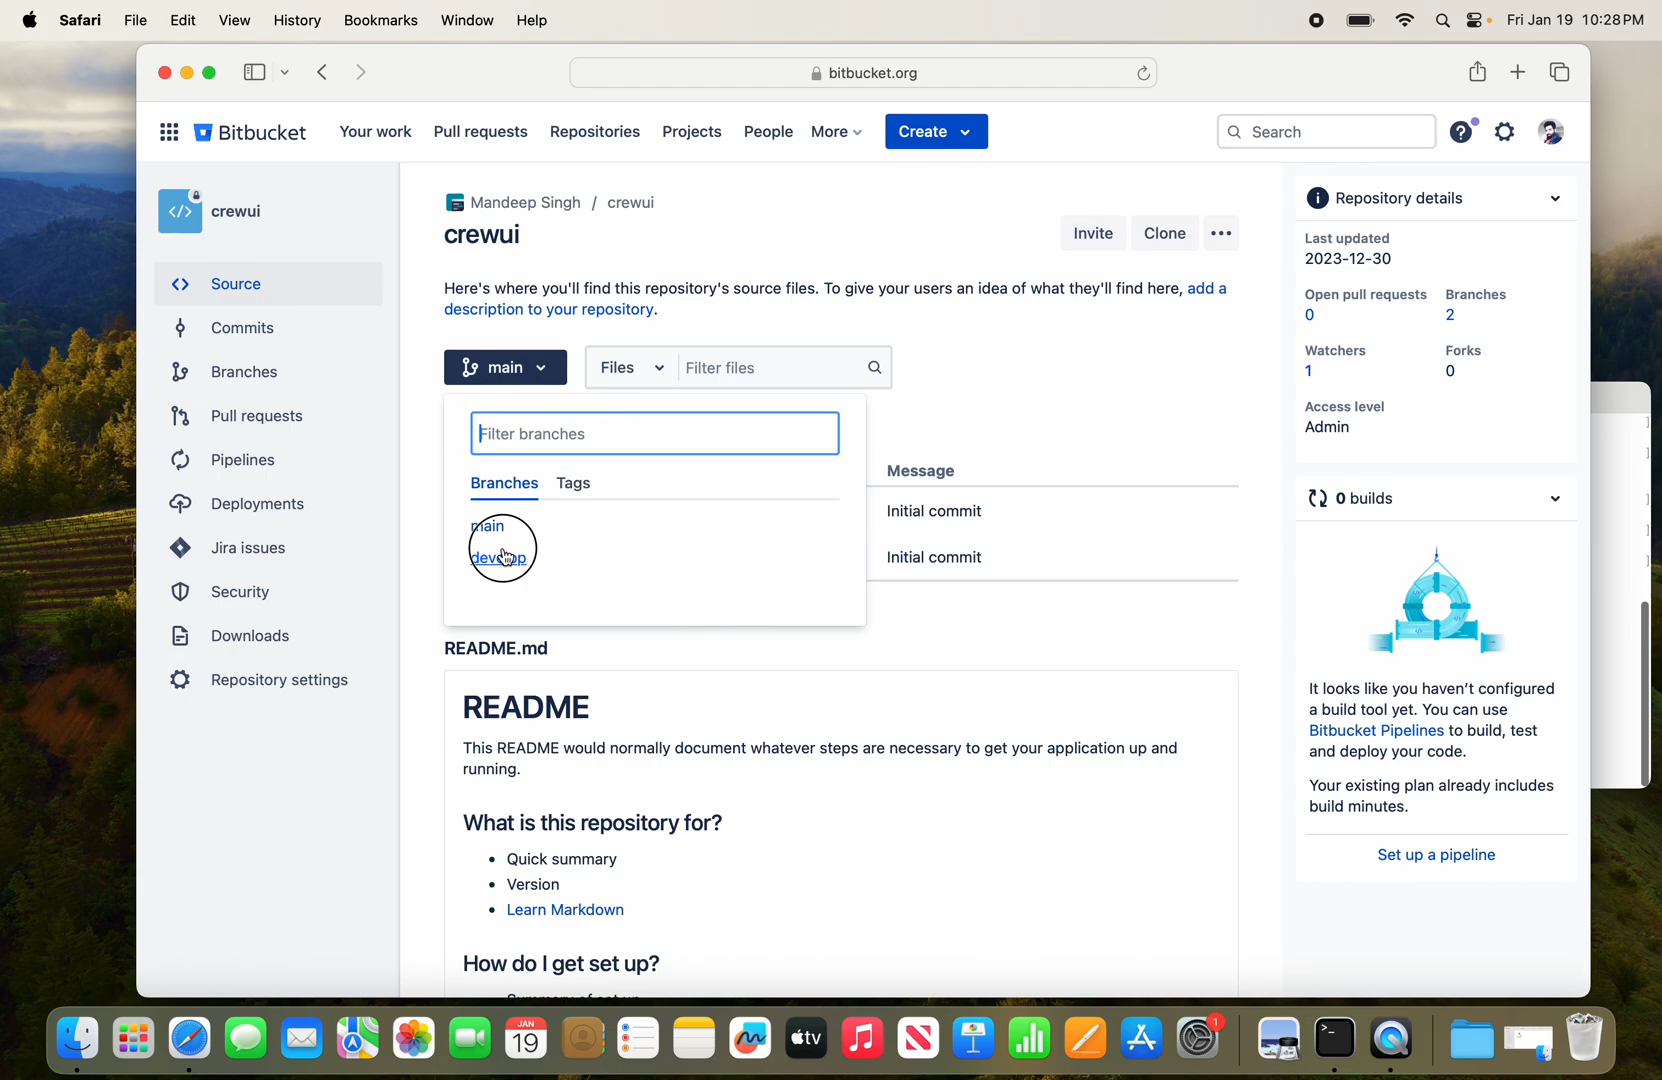 Safari File Edit View History Bookmarks Window Help Fri Jan 19 10:28 PM
bitbucket.org
Bitbucket Your work Pull requests Repositories Projects People More Create Search
crewui
Source
Commits
Branches
Pull requests
Pipelines
Deployments
Jira issues
Security
Downloads
Repository settings
Mandeep Singh / crewui
crewui
Invite Clone
Here's where you'll find this repository's source files. To give your users an idea of what they'll find here, add a
description to your repository.
main Files Filter files
Filter branches
Branches Tags
main
develop
Message
Initial commit
Initial commit
README.md
README
This README would normally document whatever steps are necessary to get your application up and
running.
What is this repository for?
• Quick summary
• Version
• Learn Markdown
How do I get set up?
Repository details
Last updated
2023-12-30
Open pull requests Branches
0 2
Watchers Forks
1 0
Access level
Admin
0 builds
It looks like you haven't configured
a build tool yet. You can use
Bitbucket Pipelines to build, test
and deploy your code.
Your existing plan already includes
build minutes.
Set up a pipeline
JAN
19
tv
1